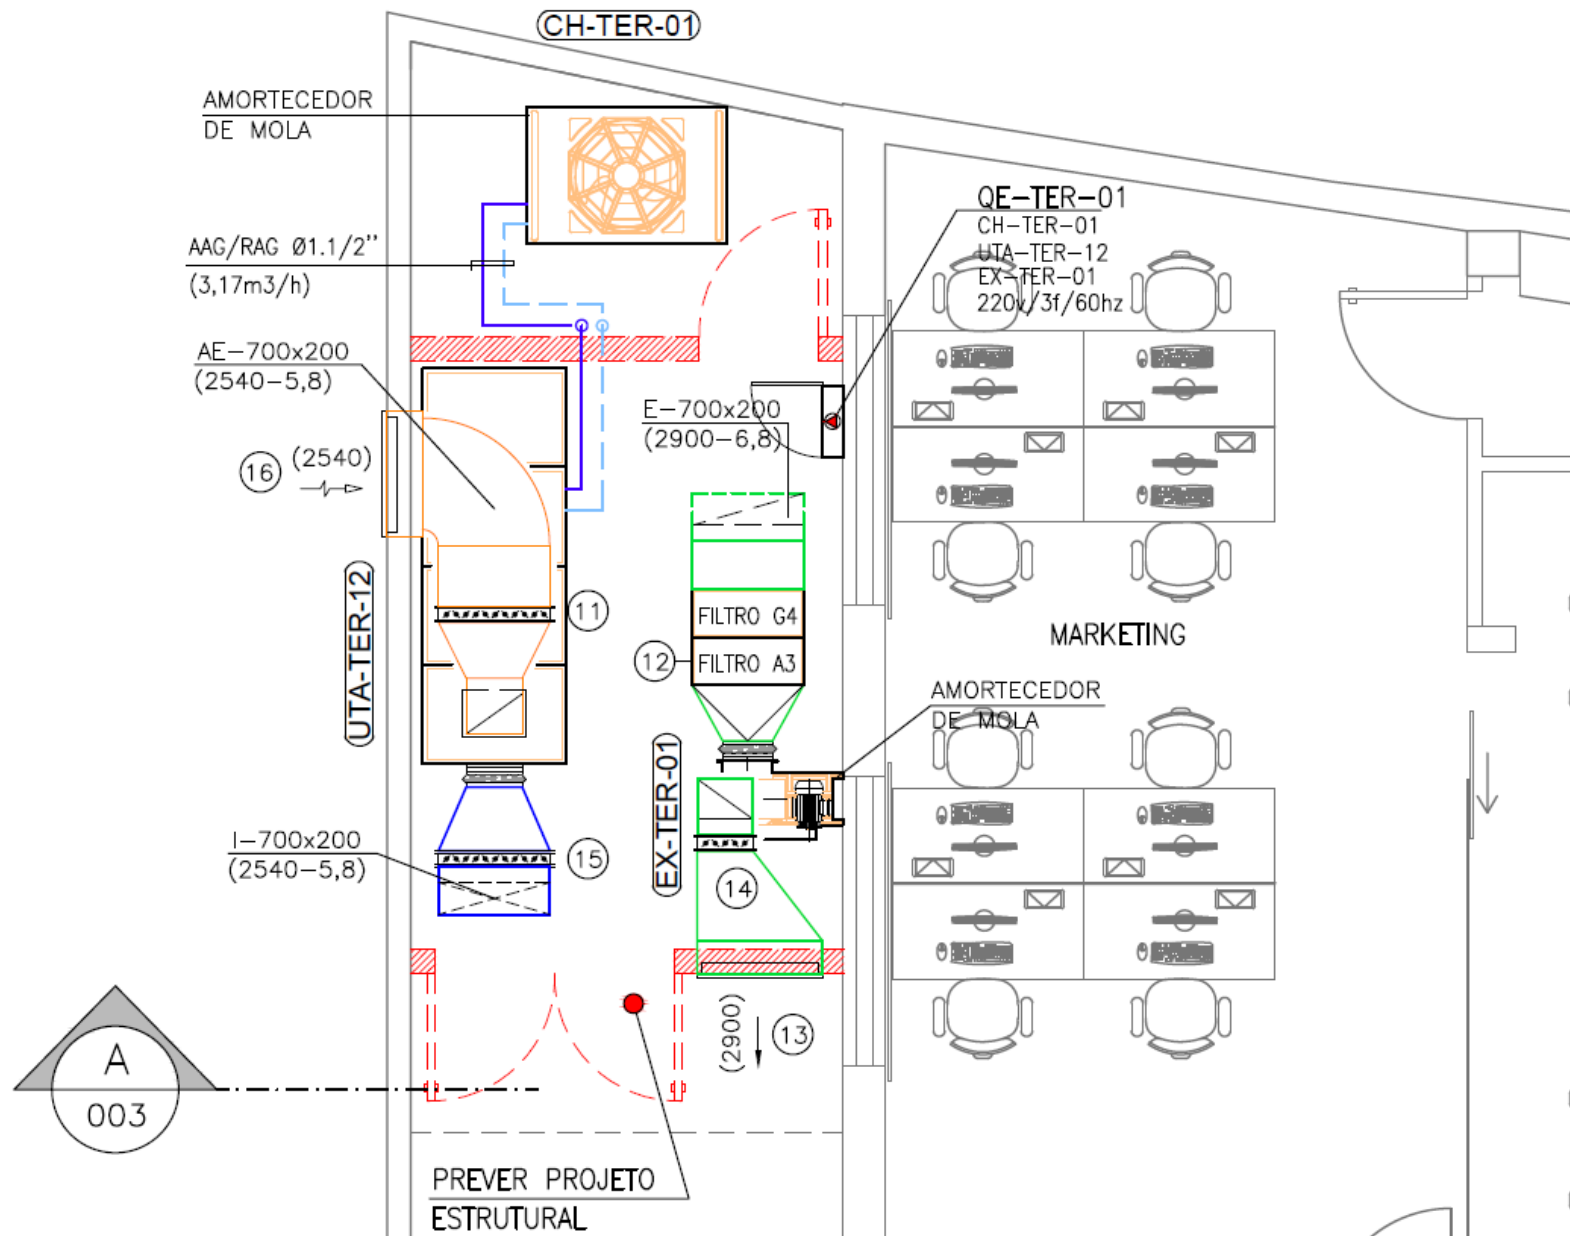 CH-TER-01
AMORTECEDOR
DE MOLA
QE-TER-01
CH-TER-01
UTA-TER-12
EX-TER-01
220v/3f/60hz
AAG/RAG Ø1.1/2''
(3,17m3/h)
AE-700x200
(2540-5,8)
E-700x200
(2900-6,8)
16
(2540)
UTA-TER-12
11
FILTRO G4
12
FILTRO A3
MARKETING
AMORTECEDOR
DE MOLA
EX-TER-01
I-700x200
(2540-5,8)
15
14
(2900)
13
A
003
PREVER PROJETO
ESTRUTURAL